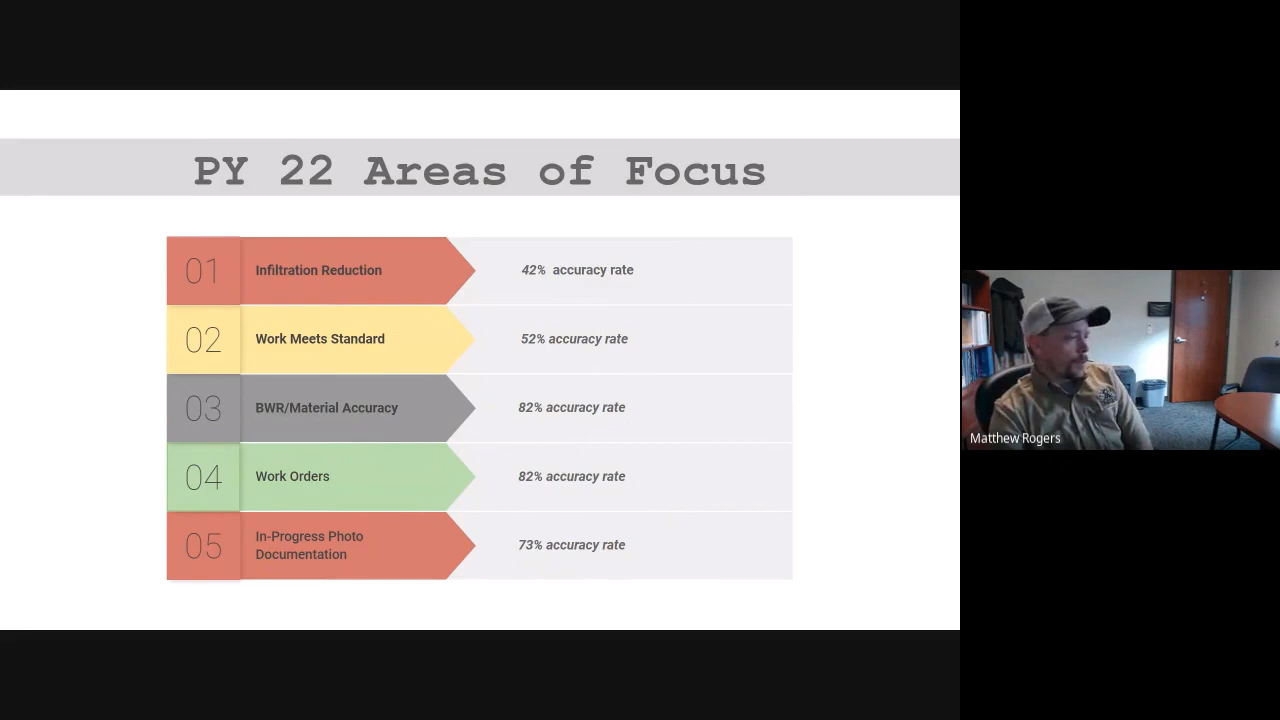 PY 22 Areas of Focus
01 Infiltration Reduction 42% accuracy rate
02 Work Meets Standard 52% accuracy rate
03 BWR/Material Accuracy 82% accuracy rate
04 Work Orders 82% accuracy rate
05 In-Progress Photo
Documentation 73% accuracy rate
Matthew Rogers